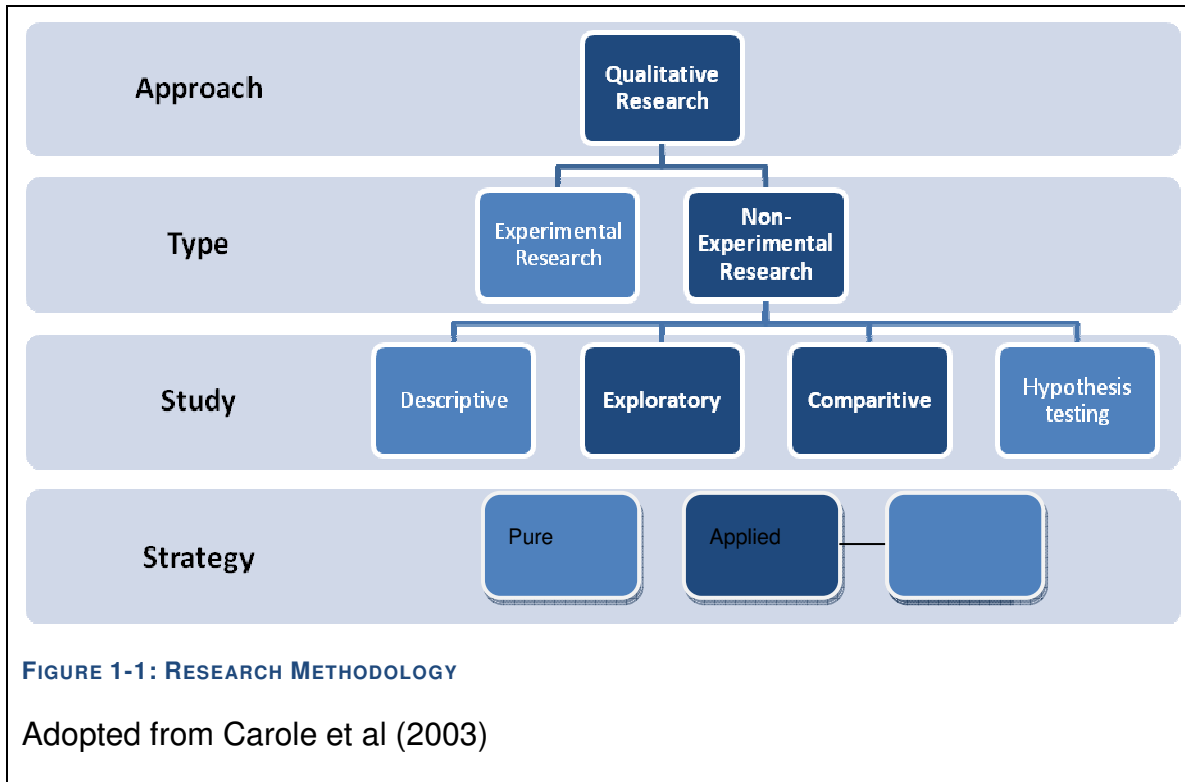 Approach
Qualitative
Research
Type
Experimental
Research
Non-
Experimental
Research
Study
Descriptive
Exploratory
Comparitive
Hypothesis
testing
Strategy
Pure
Applied
FIGURE 1-1: RESEARCH METHODOLOGY
Adopted from Carole et al (2003)